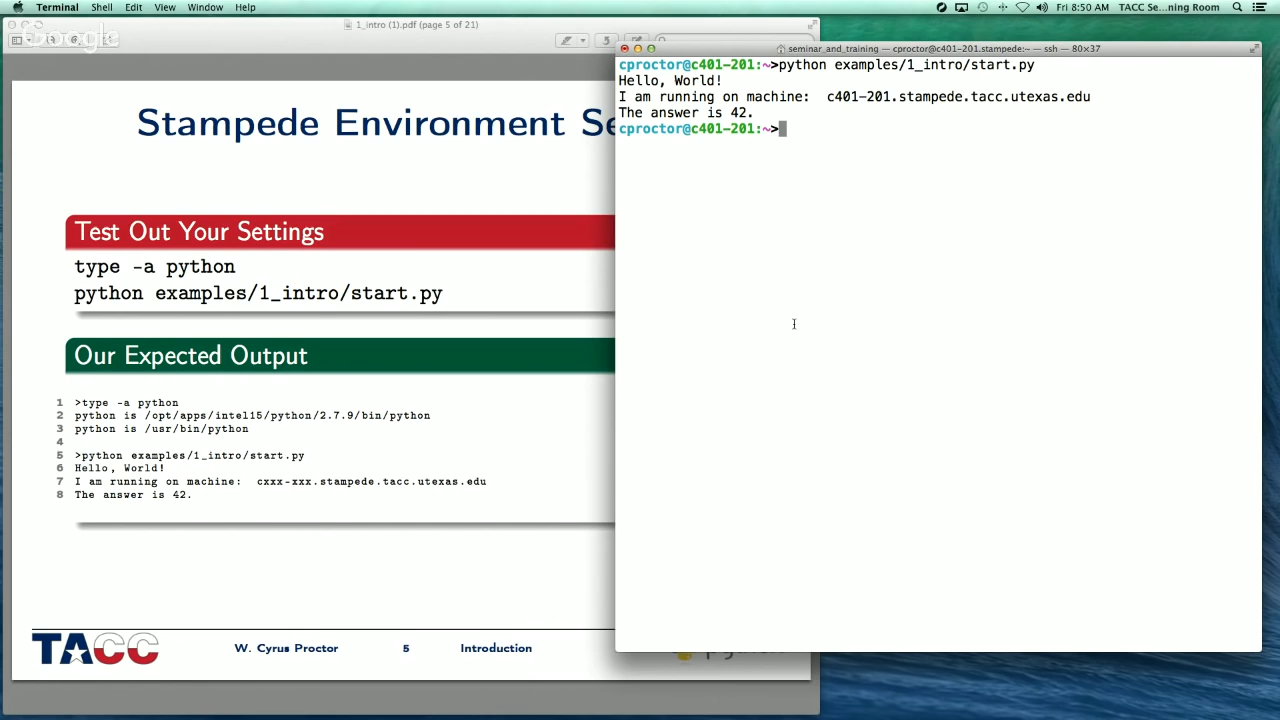 Terminal Shell Edit View Window Help
Fri 8:50 AM TACC Se...ning Room
1_intro (1).pdf (page 5 of 21)
Google
5
Stampede Environment Se
Test Out Your Settings
type -a python
python examples/1_intro/start.py
Our Expected Output
1 >type -a python
2 python is /opt/apps/intel15/python/2.7.9/bin/python
3 python is /usr/bin/python
4
5 >python examples/1_intro/start.py
6 Hello, World!
7 I am running on machine: cxxx-xxx.stampede.tacc.utexas.edu
8 The answer is 42.
TACC
W. Cyrus Proctor 5 Introduction
seminar_and_training — cproctor@c401-201.stampede:~ — ssh — 80×37
cproctor@c401-201:~>python examples/1_intro/start.py
Hello, World!
I am running on machine: c401-201.stampede.tacc.utexas.edu
The answer is 42.
cproctor@c401-201:~>